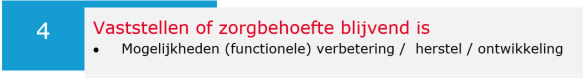 4
Vaststellen of zorgbehoefte blijvend is
• Mogelijkheden (functionele) verbetering / herstel / ontwikkeling